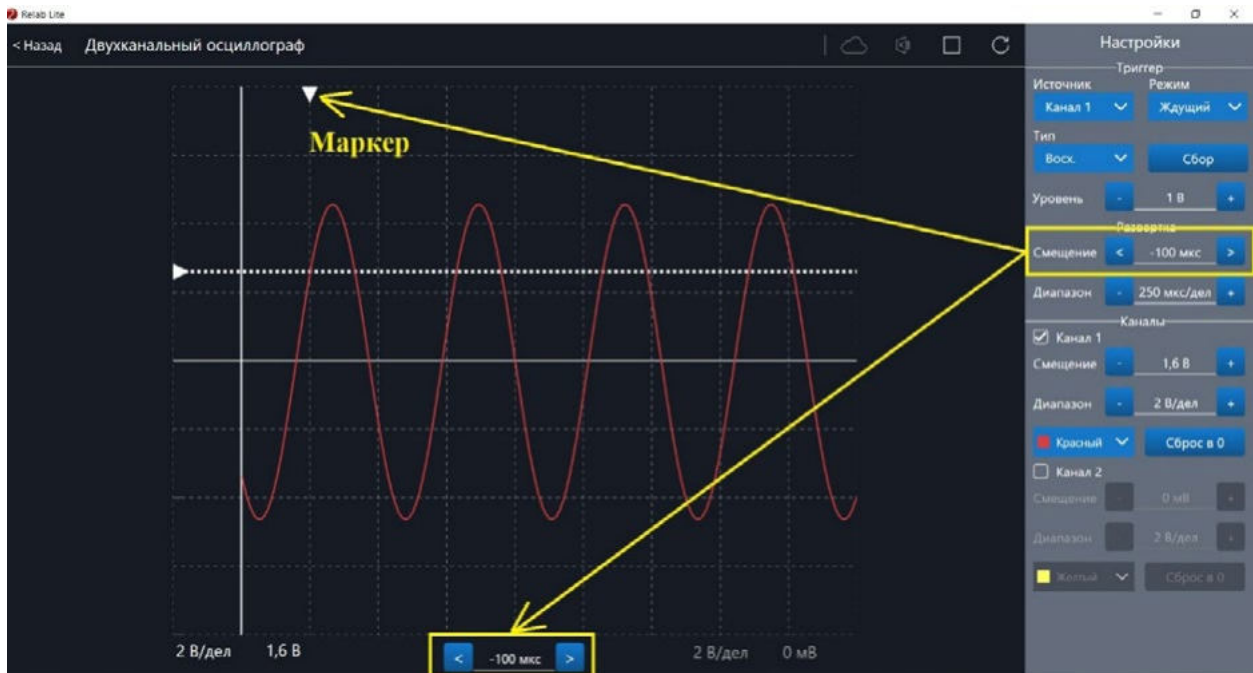 Relab Lite
< Назад Двухканальный осциллограф
Настройки
Триггер
Источник Режим
Канал 1 Ждущий
Тип
Восх. Сбор
Уровень - 1 В +
Развертка
Смещение < -100 мкс >
Диапазон - 250 мкс/дел +
Каналы
Канал 1
Смещение - 1,6 В +
Диапазон - 2 В/дел +
Красный Сброс в 0
Канал 2
Смещение - 0 мВ +
Диапазон - 2 В/дел +
Желтый Сброс в 0
Маркер
2 В/дел 1,6 В < -100 мкс > 2 В/дел 0 мВ